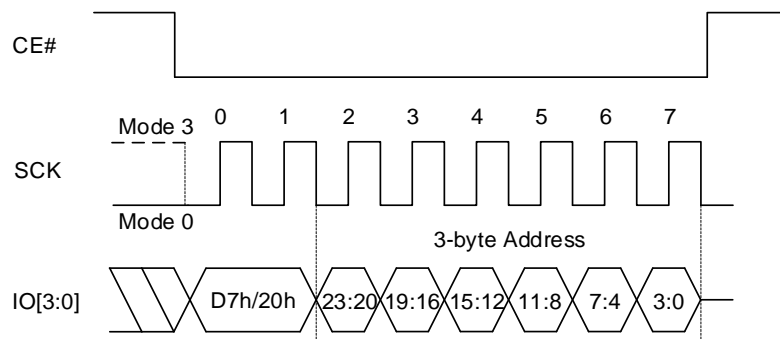 CE#
Mode 3
0 1 2 3 4 5 6 7
SCK
Mode 0
3-byte Address
IO[3:0]
D7h/20h 23:20 19:16 15:12 11:8 7:4 3:0